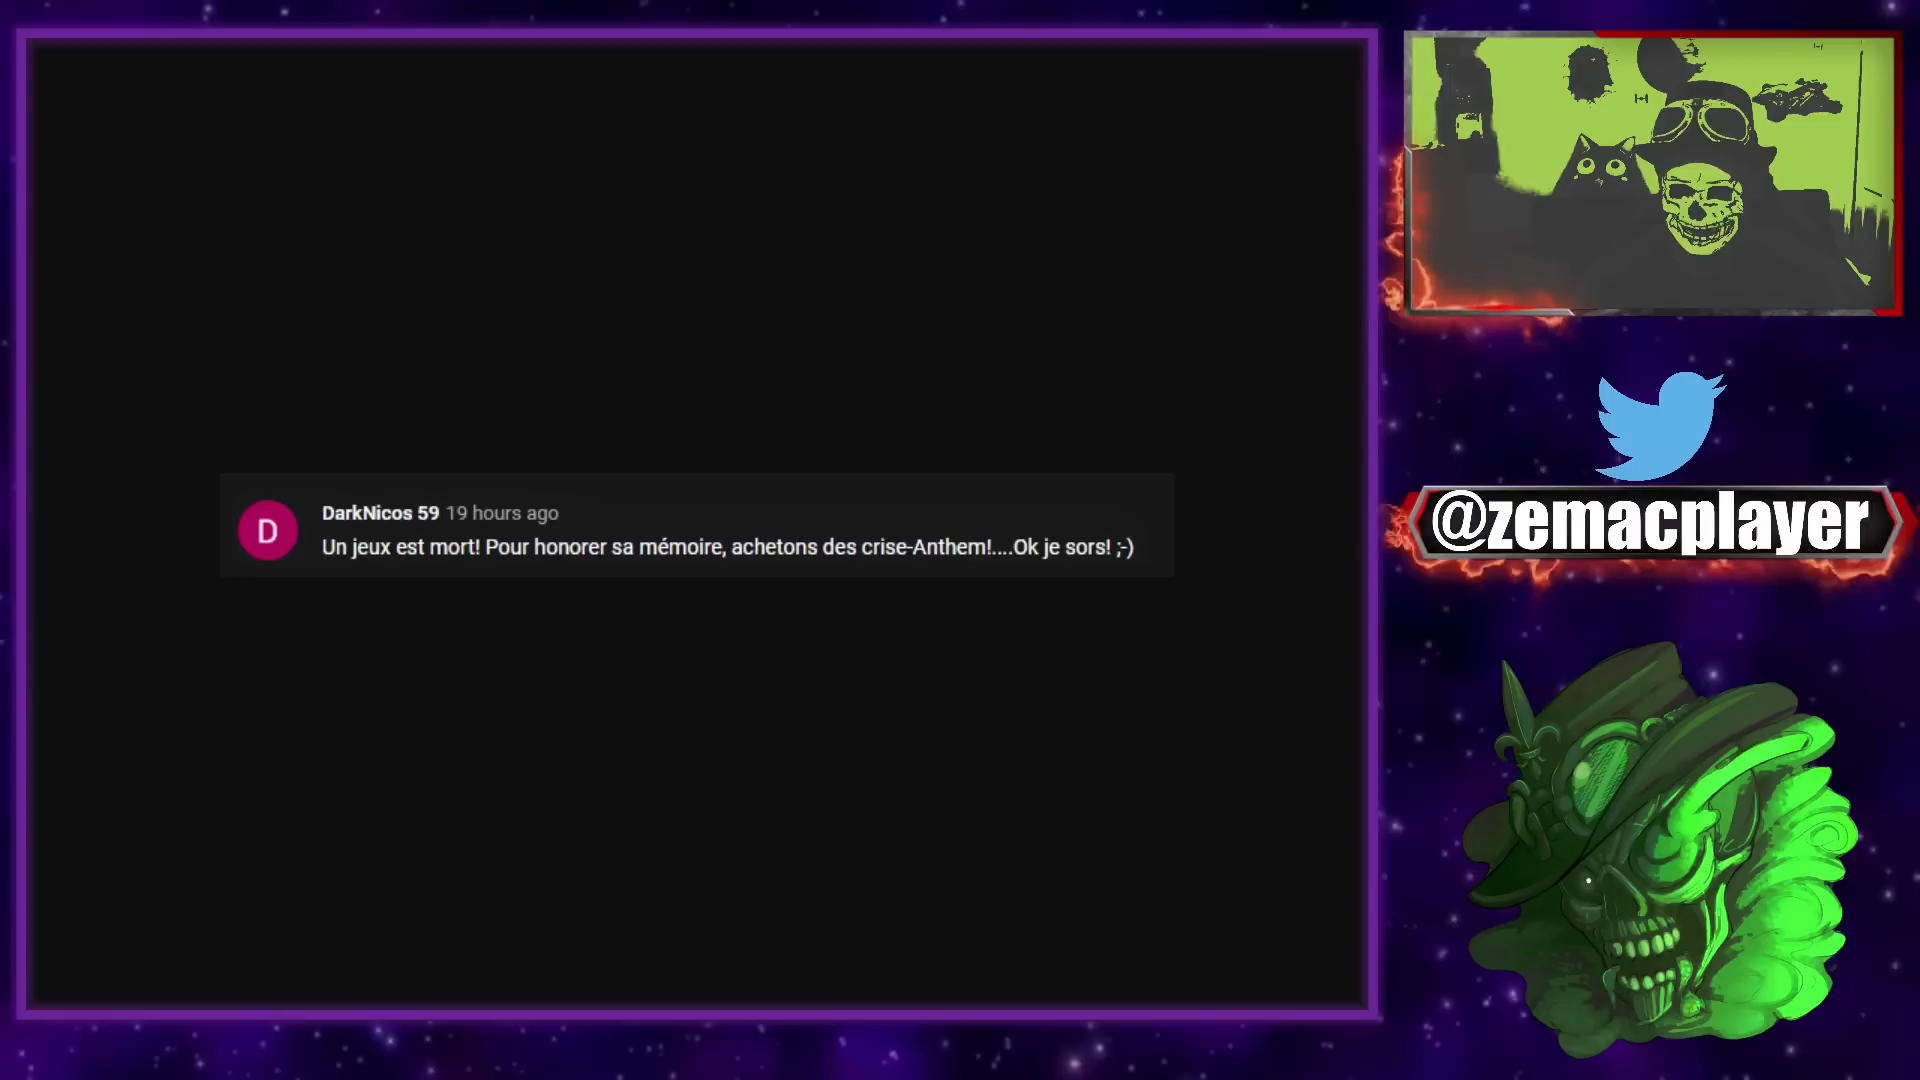 DarkNicos 59 19 hours ago
D
Un jeux est mort! Pour honorer sa mémoire, achetons des crise-Anthem!....Ok je sors! ;-)
@zemacplayer